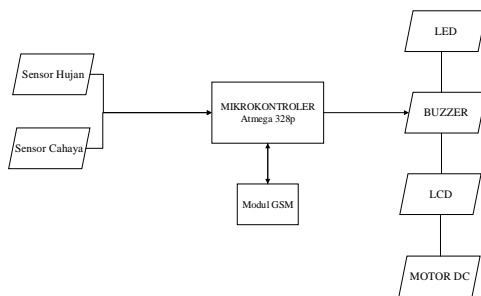 LED
Sensor Hujan
MIKROKONTROLER
Atmega 328p
BUZZER
Sensor Cahaya
LCD
Modul GSM
MOTOR DC